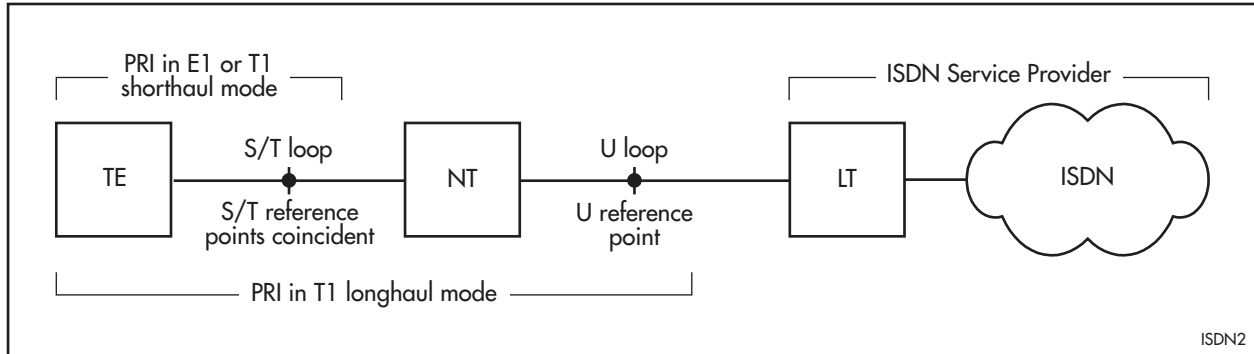 PRI in E1 or T1
shorthaul mode
ISDN Service Provider
TE
S/T loop
S/T reference
points coincident
NT
U loop
U reference
point
LT
ISDN
PRI in T1 longhaul mode
ISDN2